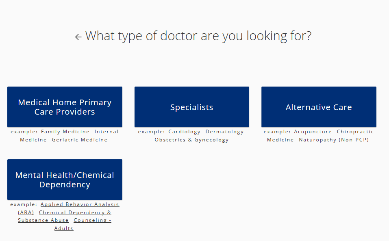 ← What type of doctor are you looking for?
Medical Home Primary
Care Providers
example: Family Medicine Internal
Medicine Geriatric Medicine
Specialists
example: Cardiology Dermatology
Obstetrics & Gynecology
Alternative Care
example: Acupuncture Chiropractic
Medicine Naturopathy (Non PCP)
Mental Health/Chemical
Dependency
example: Applied Behavior Analysis
(ABA) Chemical Dependency &
Substance Abuse Counseling -
Adults